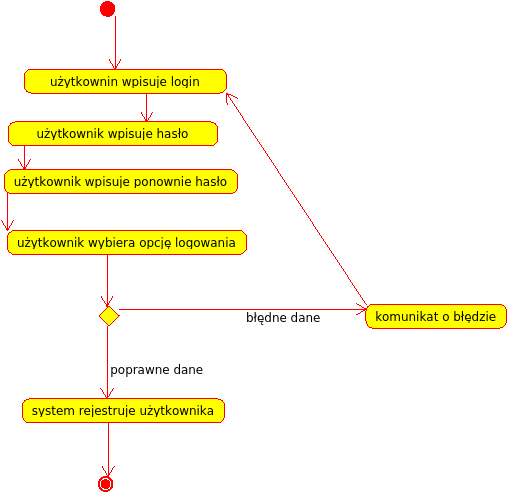 użytkownin wpisuje login
użytkownik wpisuje hasło
użytkownik wpisuje ponownie hasło
użytkownik wybiera opcję logowania
błędne dane
komunikat o błędzie
poprawne dane
system rejestruje użytkownika